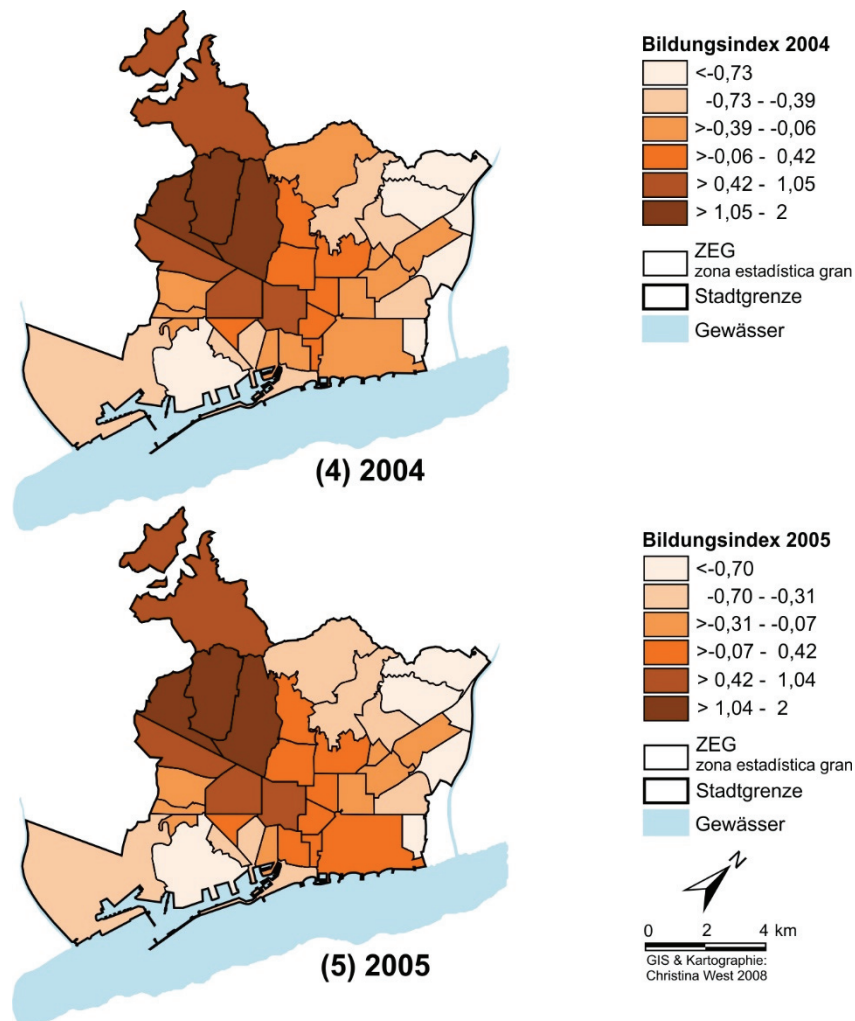 Bildungsindex 2004
<-0,73
-0,73 - -0,39
>-0,39 - -0,06
>-0,06 - 0,42
> 0,42 - 1,05
> 1,05 - 2
ZEG
zona estadística gran
Stadtgrenze
Gewässer
(4) 2004
Bildungsindex 2005
<-0,70
-0,70 - -0,31
>-0,31 - -0,07
>-0,07 - 0,42
> 0,42 - 1,04
> 1,04 - 2
ZEG
zona estadística gran
Stadtgrenze
Gewässer
N
0 2 4 km
GIS & Kartographie:
Christina West 2008
(5) 2005